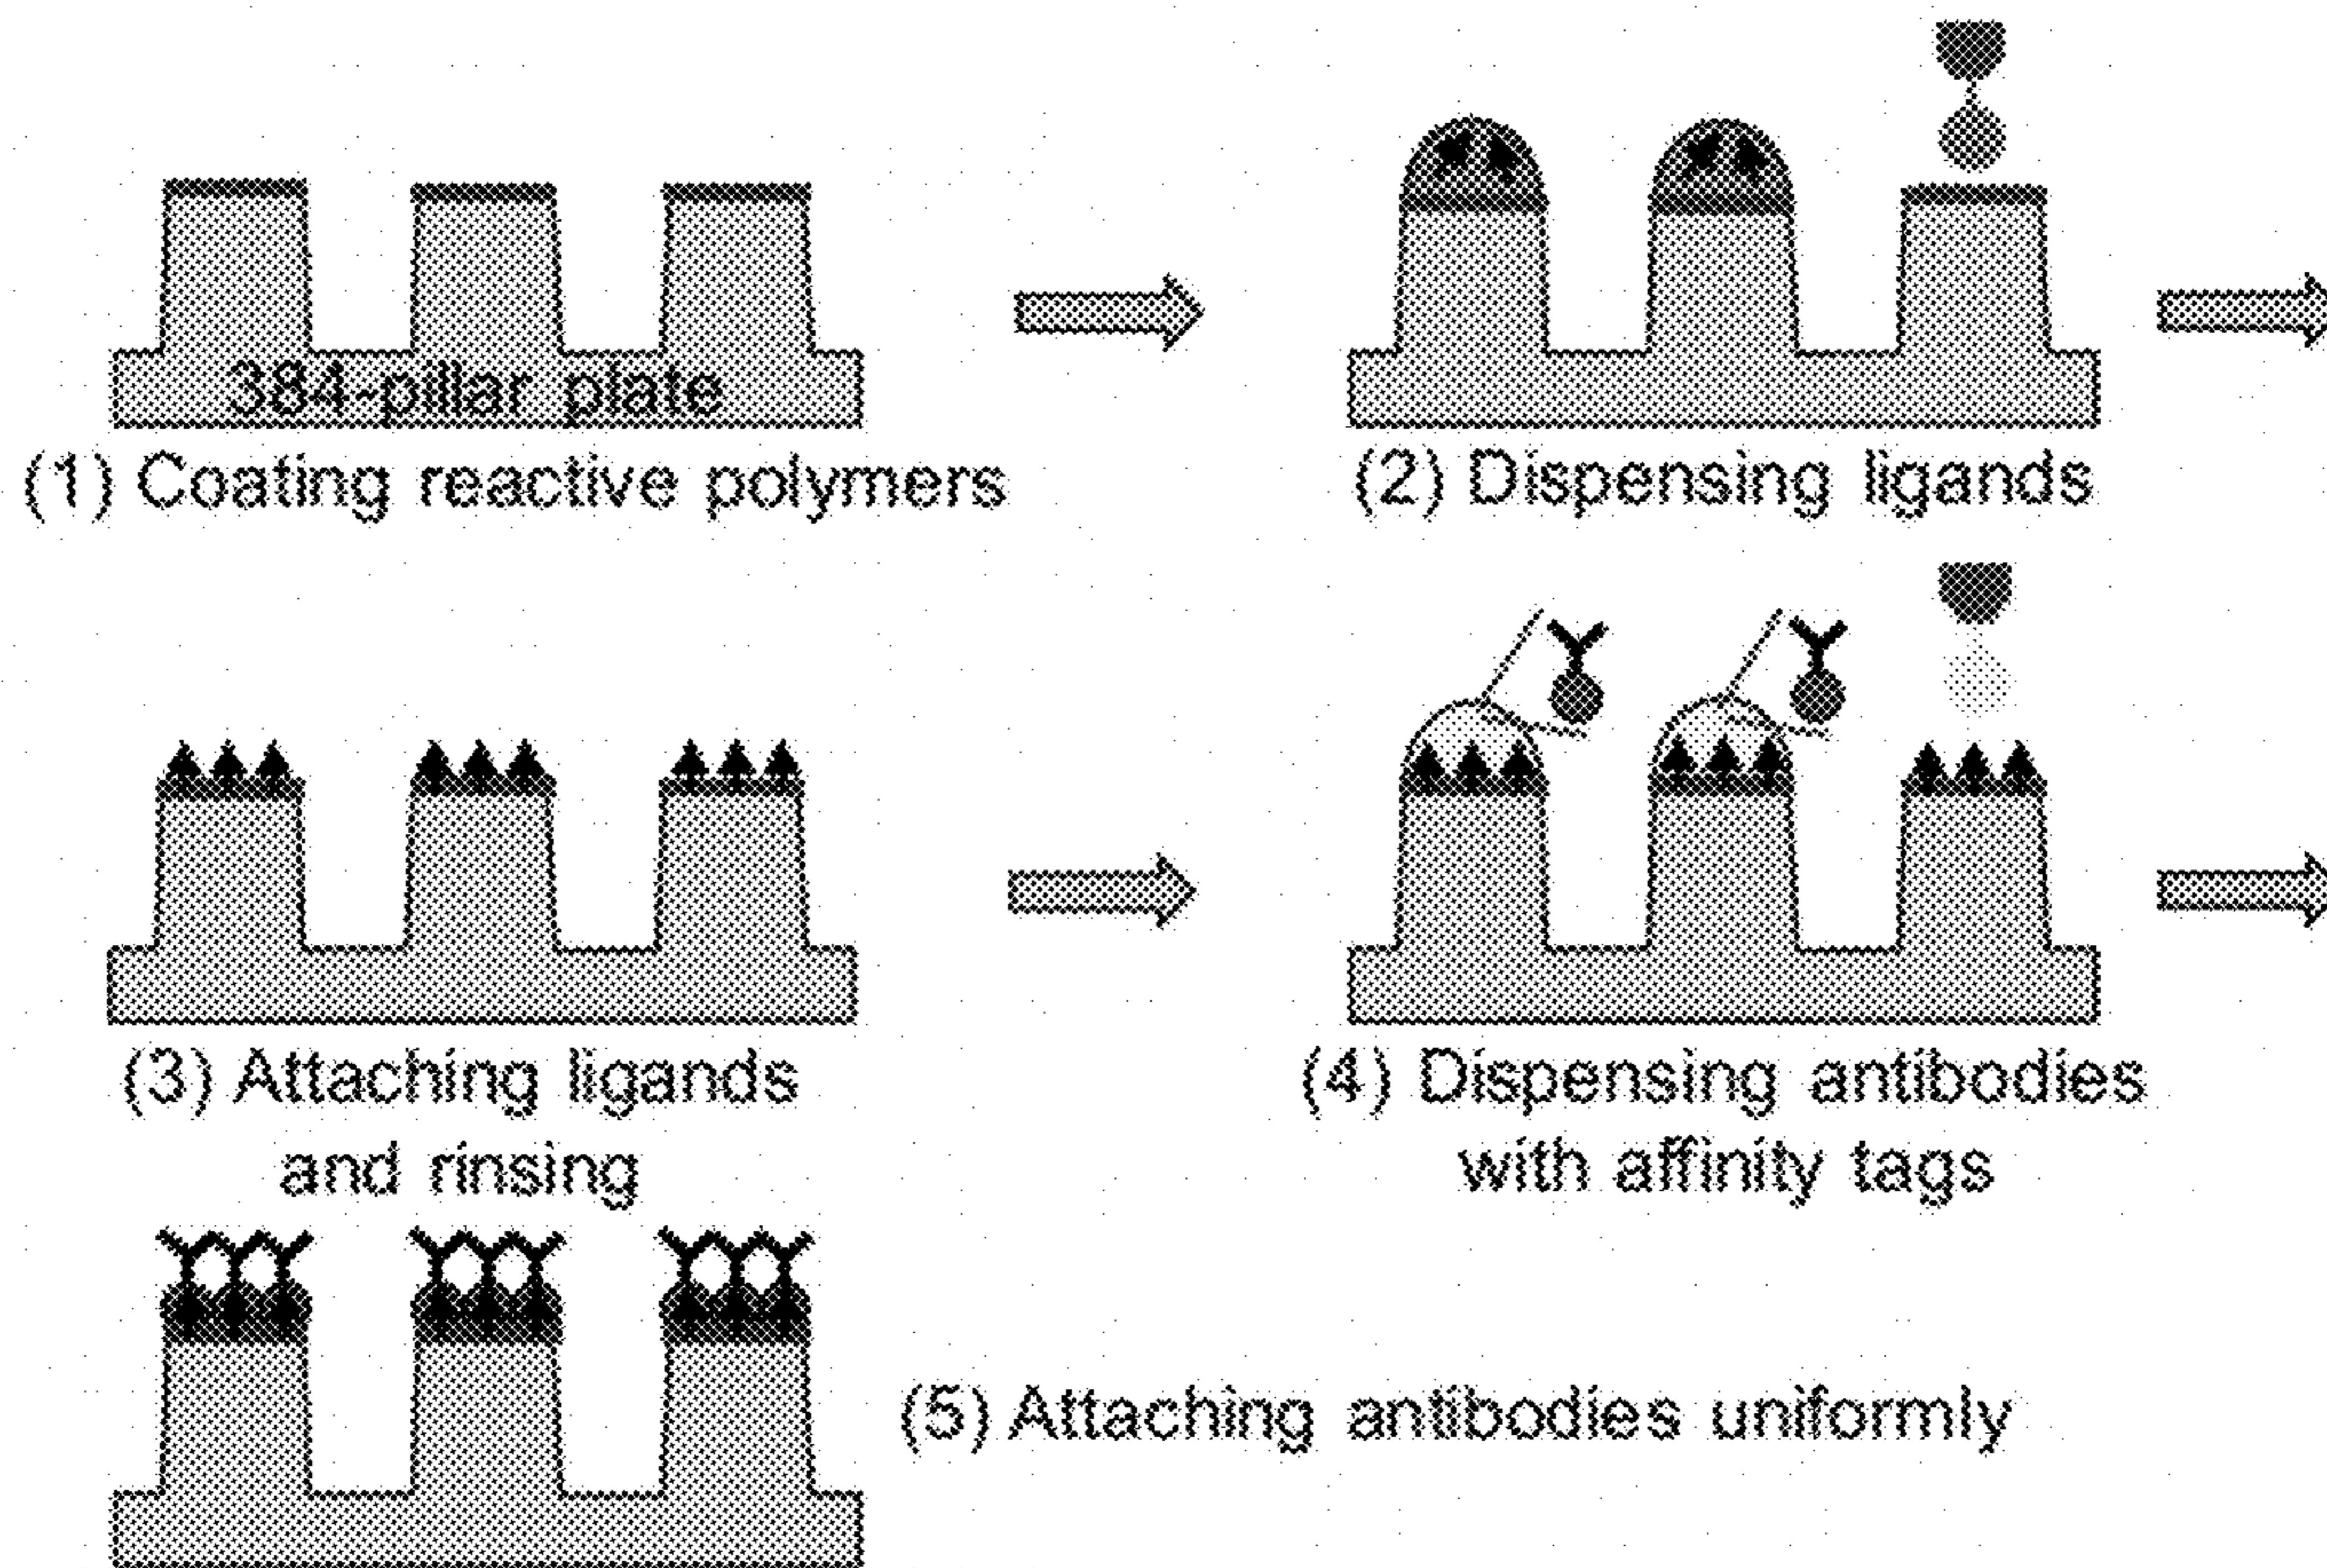 384-pillar plate
(1) Coating reactive polymers
(2) Dispensing ligands
(3) Attaching ligands
and rinsing
(4) Dispensing antibodies
with affinity tags
(5) Attaching antibodies uniformly